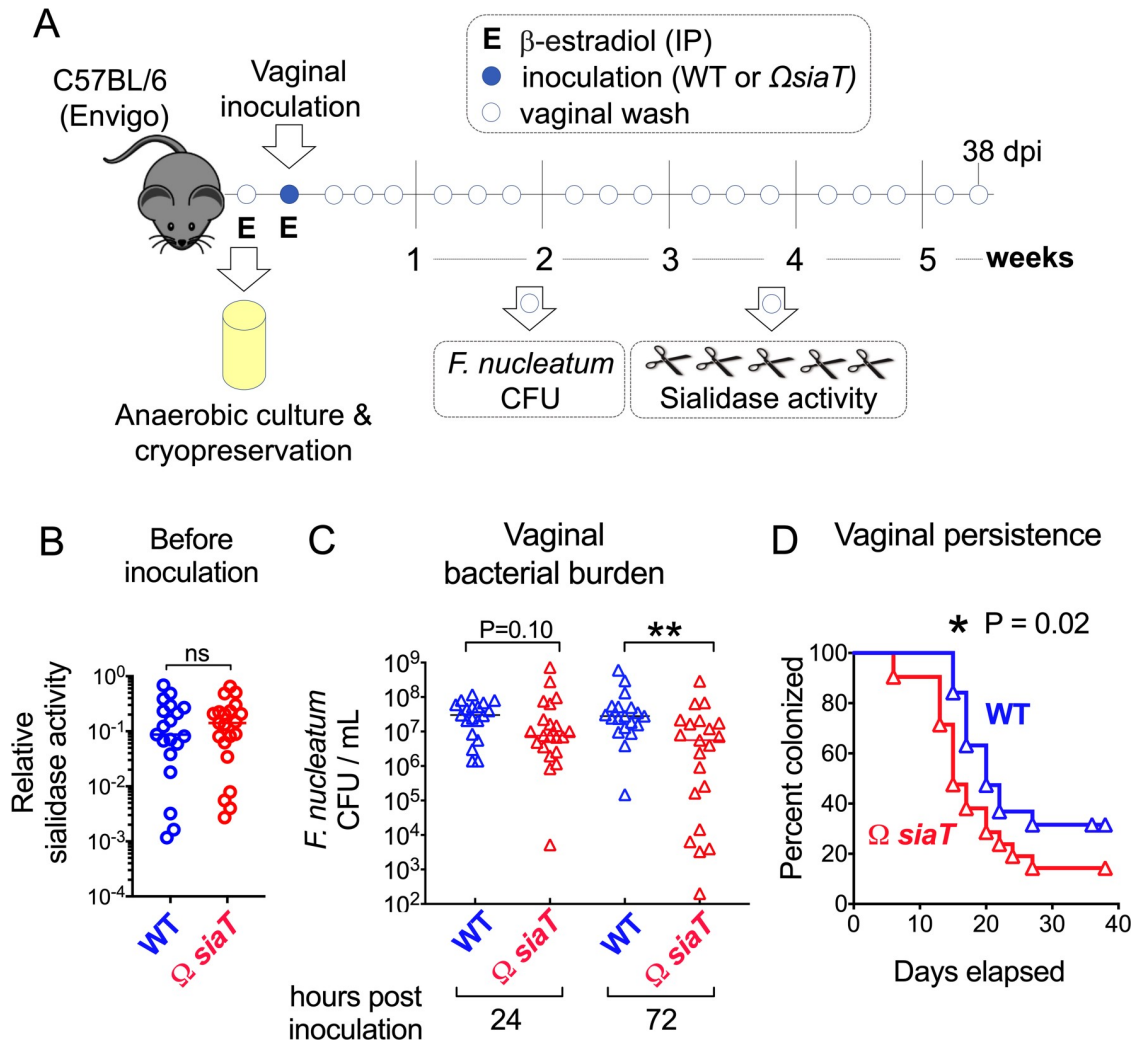 A
C57BL/6
(Envigo)
Vaginal
inoculation
E β-estradiol (IP)
inoculation (WT or ΩsiaT)
vaginal wash
38 dpi
E E
1 2 3 4 5 weeks
Anaerobic culture &
cryopreservation
F. nucleatum
CFU
Sialidase activity
B
Before
inoculation
ns
Relative
sialidase activity
10⁰
10⁻¹
10⁻²
10⁻³
10⁻⁴
WT
Ω siaT
C
Vaginal
bacterial burden
P=0.10
**
F. nucleatum
CFU / mL
10⁹
10⁸
10⁷
10⁶
10⁵
10⁴
10³
10²
WT
Ω siaT
WT
Ω siaT
hours post
inoculation
24 72
D
Vaginal persistence
* P = 0.02
Percent colonized
100
80
60
40
20
0
WT
Ω siaT
0 10 20 30 40
Days elapsed